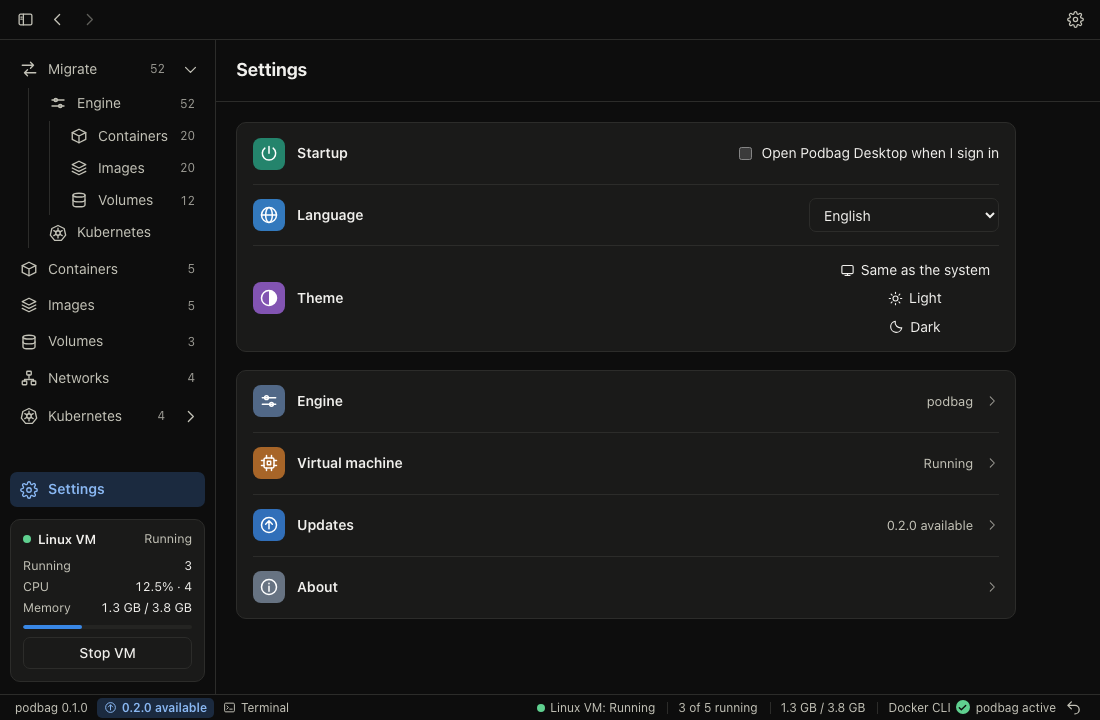 Settings
Migrate 52
Engine 52
Containers 20
Images 20
Volumes 12
Kubernetes
Containers 5
Images 5
Volumes 3
Networks 4
Kubernetes 4
Settings
Linux VM Running
Running 3
CPU 12.5% · 4
Memory 1.3 GB / 3.8 GB
Stop VM
Startup Open Podbag Desktop when I sign in
Language English
Theme
Same as the system
Light
Dark
Engine podbag
Virtual machine Running
Updates 0.2.0 available
About
podbag 0.1.0 0.2.0 available Terminal Linux VM: Running 3 of 5 running 1.3 GB / 3.8 GB Docker CLI podbag active